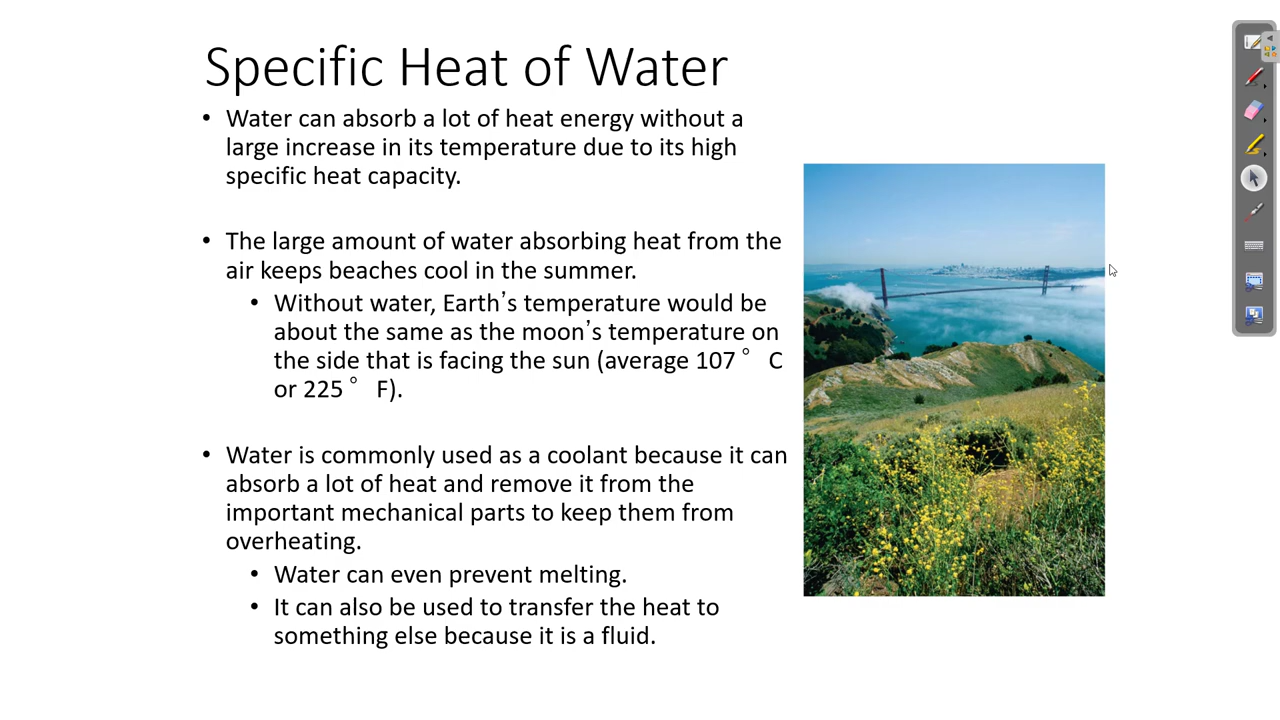 Specific Heat of Water
• Water can absorb a lot of heat energy without a
large increase in its temperature due to its high
specific heat capacity.
• The large amount of water absorbing heat from the
air keeps beaches cool in the summer.
• Without water, Earth’s temperature would be
about the same as the moon’s temperature on
the side that is facing the sun (average 107° C
or 225° F).
• Water is commonly used as a coolant because it can
absorb a lot of heat and remove it from the
important mechanical parts to keep them from
overheating.
• Water can even prevent melting.
• It can also be used to transfer the heat to
something else because it is a fluid.